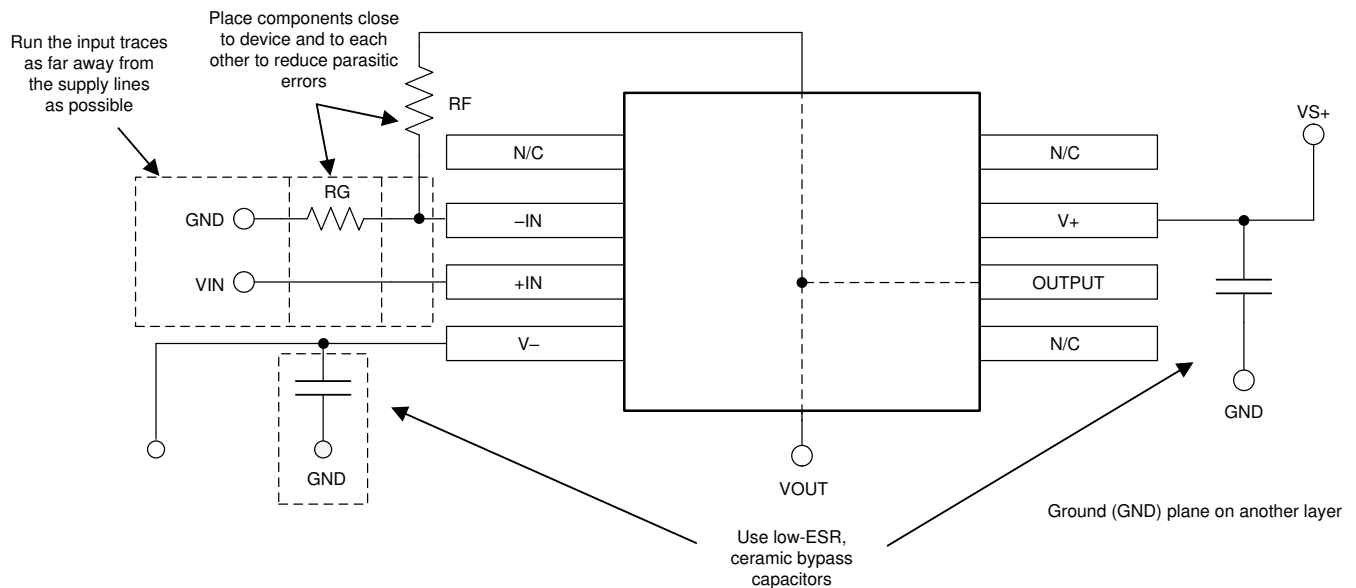 Run the input traces
as far away from
the supply lines
as possible
Place components close
to device and to each
other to reduce parasitic
errors
RF
N/C
N/C
VS+
RG
GND
–IN
V+
VIN
+IN
OUTPUT
V–
N/C
GND
GND
VOUT
Use low-ESR,
ceramic bypass
capacitors
Ground (GND) plane on another layer